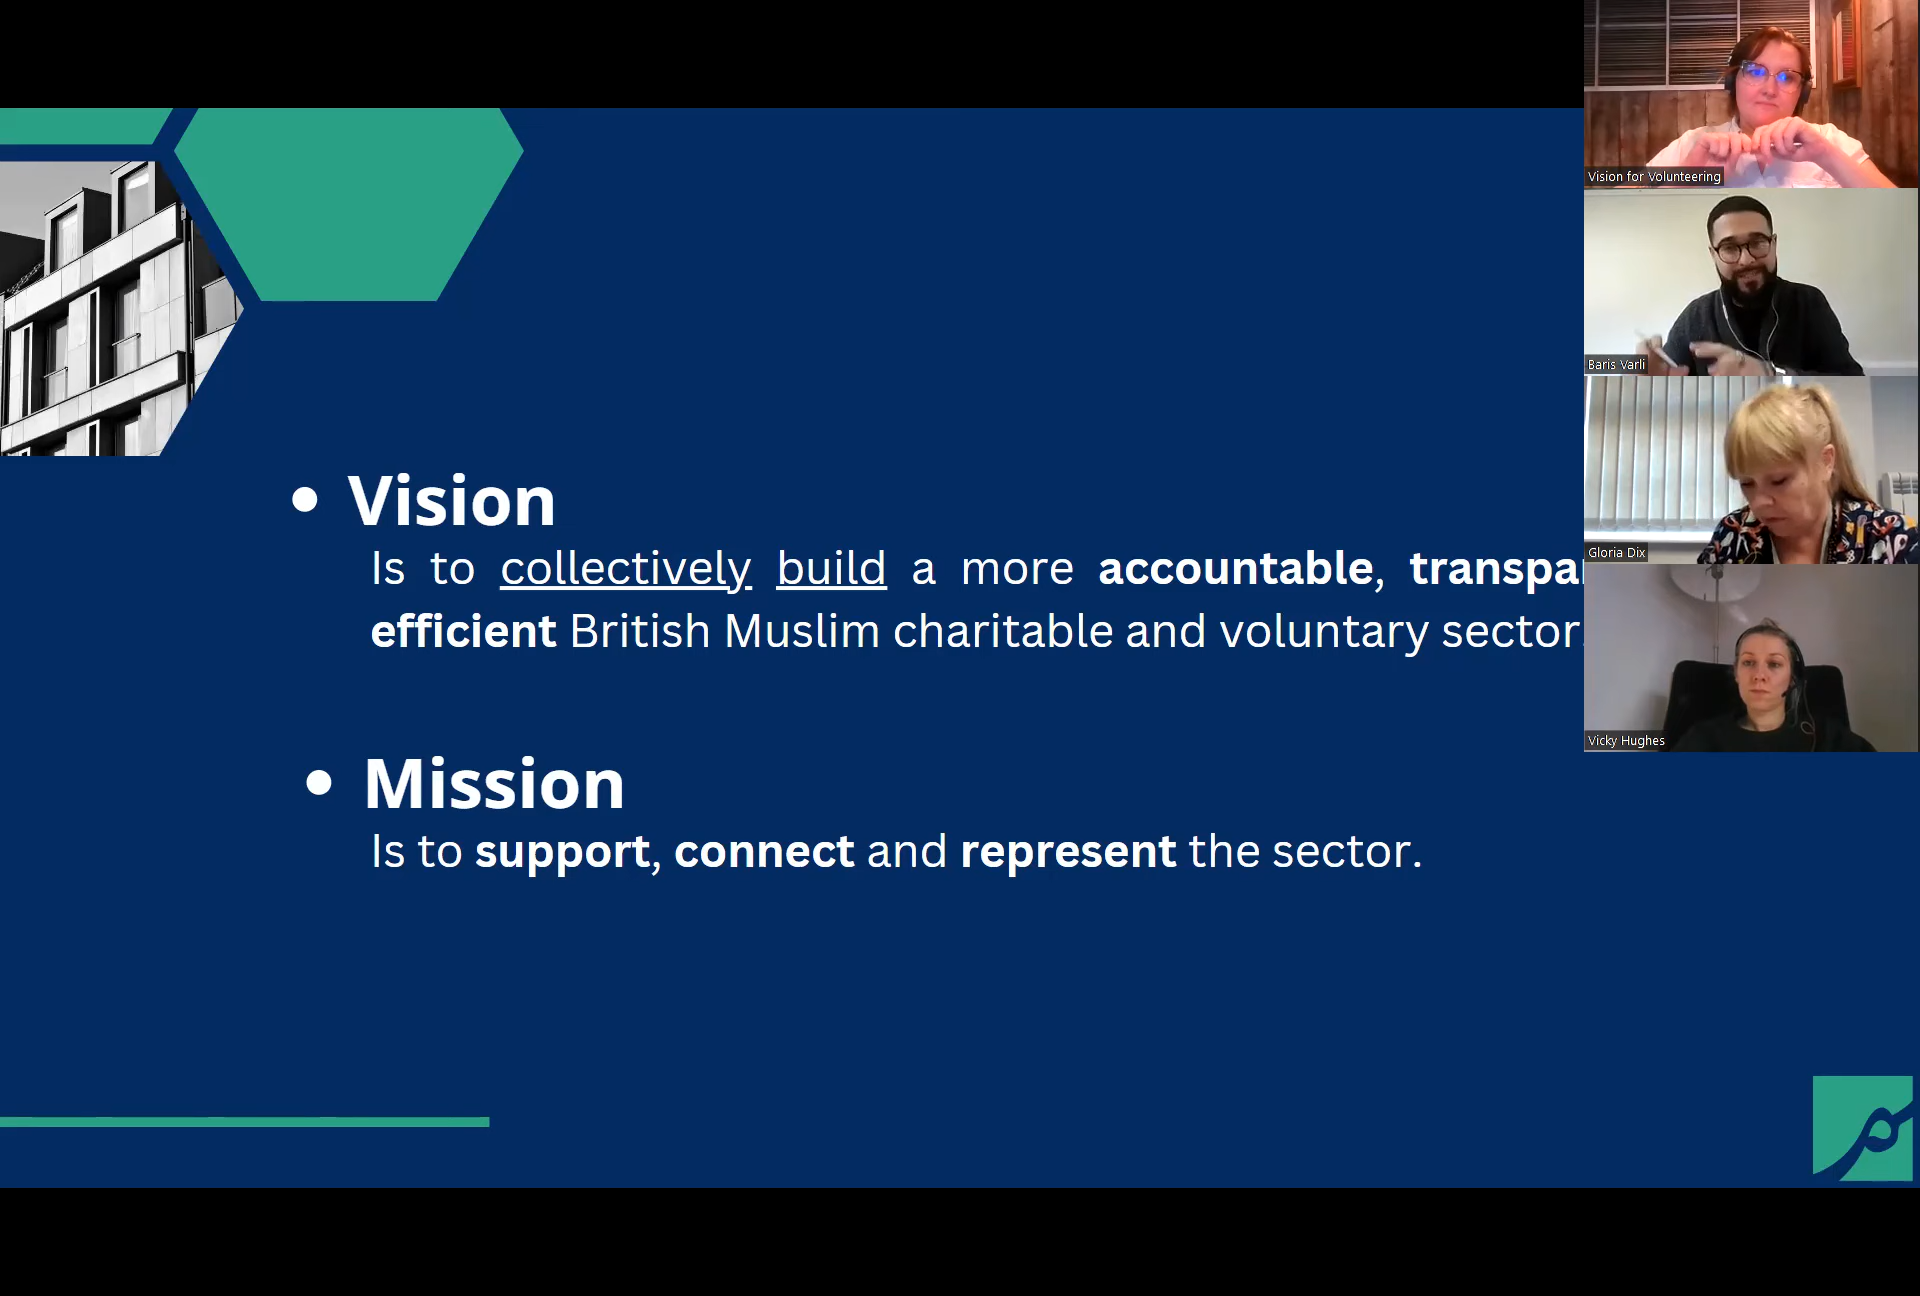 Vision
Is to collectively build a more accountable,
efficient British Muslim charitable and voluntary sector.
Mission
Is to support, connect and represent the sector.
Vision for Volunteering
Baris Varli
Gloria Dix
Vicky Hughes